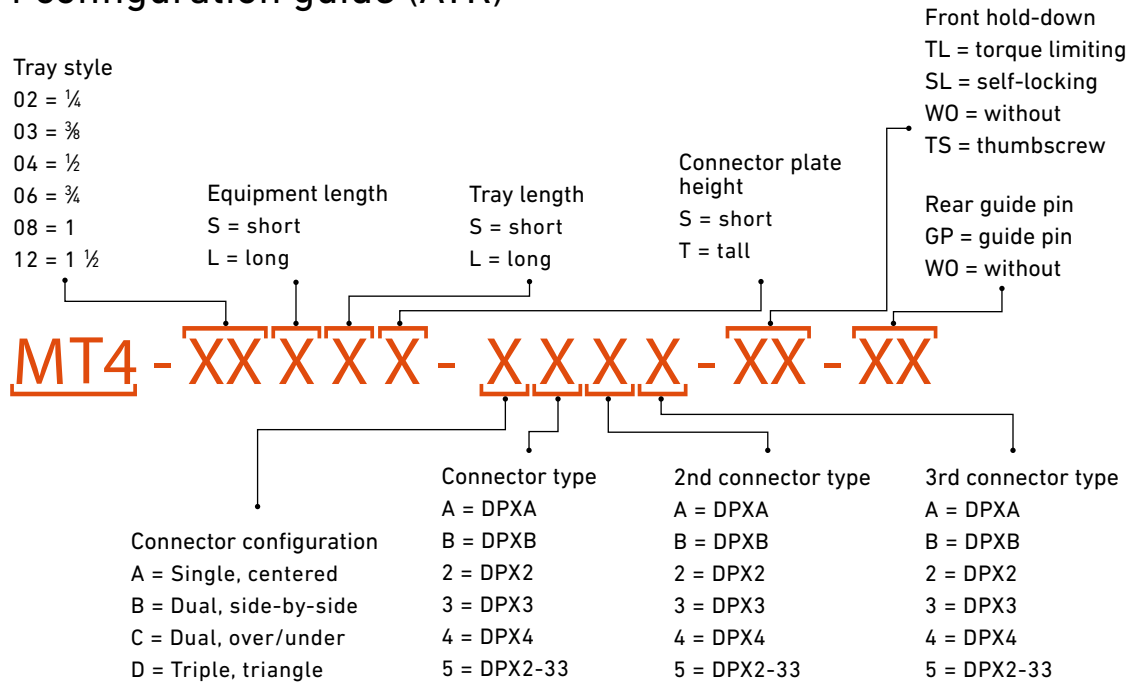 Tray style
02 = ¼
03 = ⅜
04 = ½
06 = ¾
08 = 1
12 = 1 ½
Equipment length
S = short
L = long
Tray length
S = short
L = long
Connector plate
height
S = short
T = tall
Front hold-down
TL = torque limiting
SL = self-locking
WO = without
TS = thumbscrew
Rear guide pin
GP = guide pin
WO = without
MT4 - XX X X X - X X X X - XX - XX
Connector configuration
A = Single, centered
B = Dual, side-by-side
C = Dual, over/under
D = Triple, triangle
Connector type
A = DPXA
B = DPXB
2 = DPX2
3 = DPX3
4 = DPX4
5 = DPX2-33
2nd connector type
A = DPXA
B = DPXB
2 = DPX2
3 = DPX3
4 = DPX4
5 = DPX2-33
3rd connector type
A = DPXA
B = DPXB
2 = DPX2
3 = DPX3
4 = DPX4
5 = DPX2-33